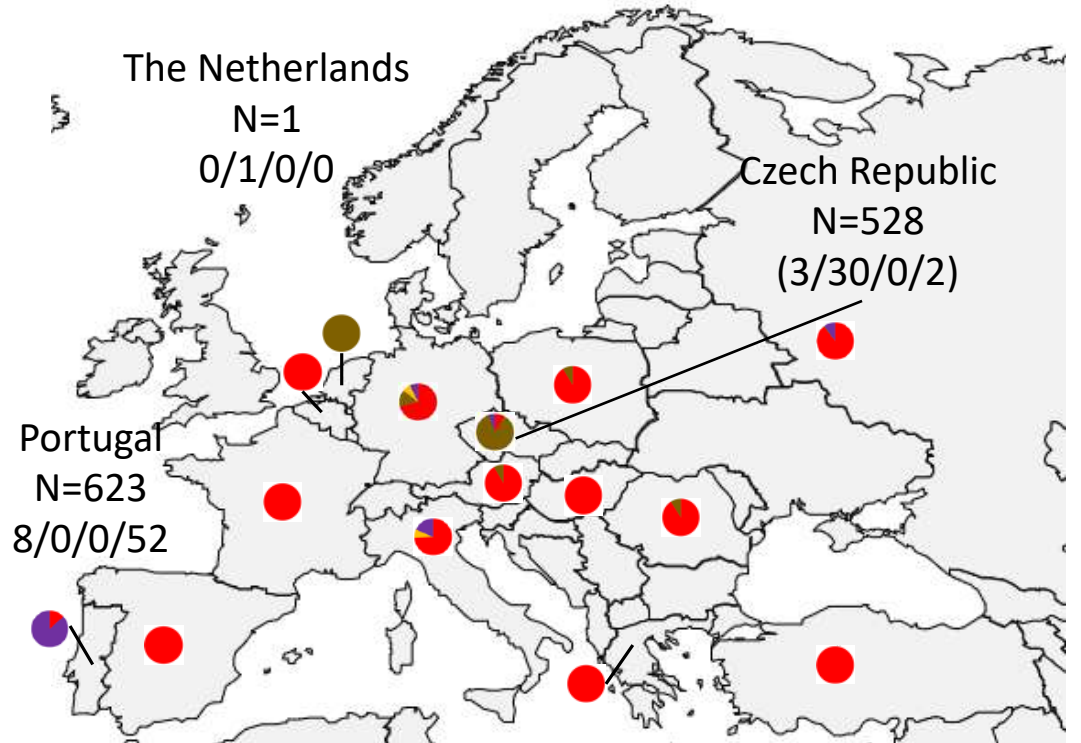 The Netherlands
N=1
0/1/0/0
Czech Republic
N=528
(3/30/0/2)
Portugal
N=623
8/0/0/52